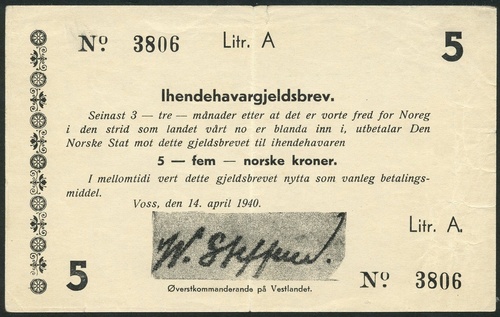 Nº 3806 Litr. A 5
Ihendehavargjeldsbrev.
Seinast 3 — tre — månader etter at det er vorte fred for Noreg
i den strid som landet vårt no er blanda inn i, utbetalar Den
Norske Stat mot dette gjeldsbrevet til ihendehavaren
5 — fem — norske kroner.
I mellomtidi vert dette gjeldsbrevet nytta som vanleg betalings-
middel.
Voss, den 14. april 1940.
W. Steffens.
Litr. A.
5
Øverstkommanderande på Vestlandet.
Nº 3806